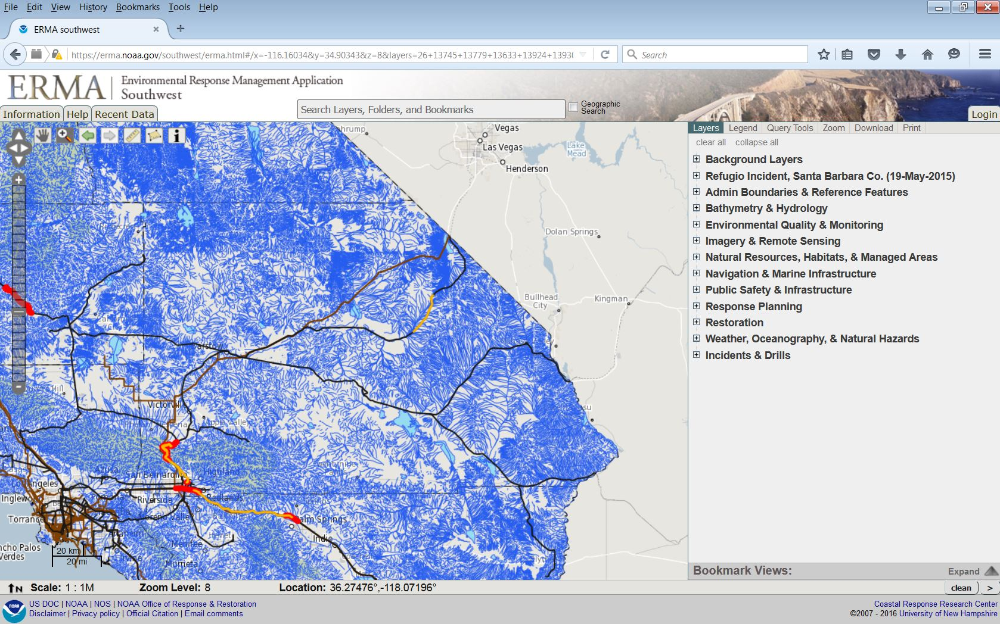 File Edit View History Bookmarks Tools Help
ERMA southwest
https://erma.noaa.gov/southwest/erma.html#/x=-116.16034&y=34.90343&z=8&layers=26+13745+13779+13633+13924+1393
Search
ERMA
Environmental Response Management Application
Southwest
Search Layers, Folders, and Bookmarks
Geographic
Search
Information Help Recent Data
Login
Layers Legend Query Tools Zoom Download Print
clear all collapse all
Background Layers
Refugio Incident, Santa Barbara Co. (19-May-2015)
Admin Boundaries & Reference Features
Bathymetry & Hydrology
Environmental Quality & Monitoring
Imagery & Remote Sensing
Natural Resources, Habitats, & Managed Areas
Navigation & Marine Infrastructure
Public Safety & Infrastructure
Response Planning
Restoration
Weather, Oceanography, & Natural Hazards
Incidents & Drills
hrump
Vegas
Las Vegas
Lake
Mead
Henderson
Dolan Springs
Bullhead
City
Kingman
arstow
Victorville
Apple Valley
San Bernardino
Highland
Azusa
Los Angeles
Inglewo
Riverside
Redlands
Moreno Valley
Torrance
Palm Springs
Anaheim
Hemet
Menifee
Indio
ncho Palos
Verdes
Irvine
Murrieta
20 km
20 mi
Bookmark Views:
Expand
N
Scale: 1 : 1M
Zoom Level: 8
Location: 36.27476°,-118.07196°
clean >
NOAA
US DOC | NOAA | NOS | NOAA Office of Response & Restoration
Disclaimer | Privacy policy | Official Citation | Email comments
Coastal Response Research Center
©2007 - 2016 University of New Hampshire